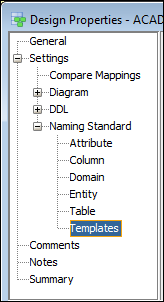 Design Properties - ACAD
General
Settings
Compare Mappings
Diagram
DDL
Naming Standard
Attribute
Column
Domain
Entity
Table
Templates
Comments
Notes
Summary